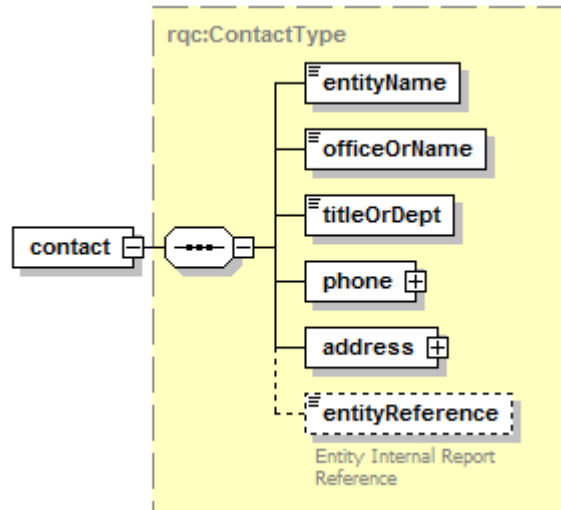 rqc:ContactType
entityName
officeOrName
titleOrDept
contact
phone
address
entityReference
Entity Internal Report
Reference